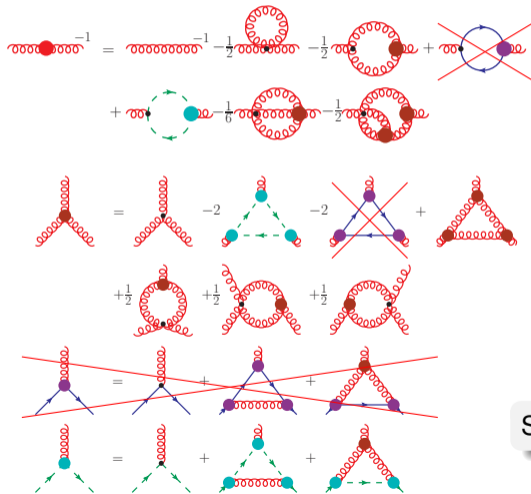 -1 = -1 -1/2 -1/2 +
+ -1/6 -1/2
= -2 -2 +
+1/2 +1/2 +1/2
= + +
S
= + +